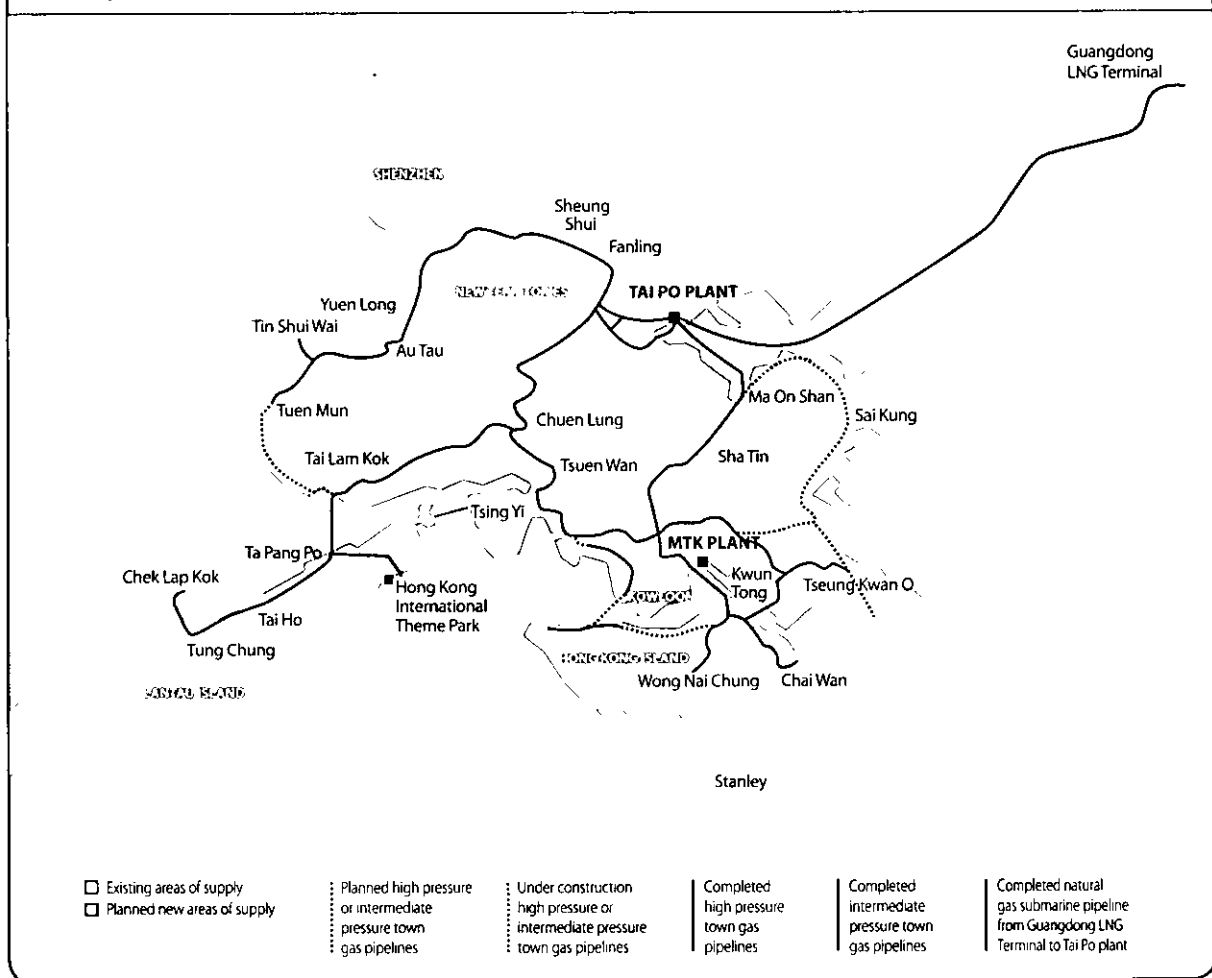 Guangdong
LNG Terminal
SHENZHEN
Sheung
Shui
Fanling
NEW TERRITORIES
TAI PO PLANT
Yuen Long
Tin Shui Wai
Au Tau
Ma On Shan
Tuen Mun
Sai Kung
Chuen Lung
Tai Lam Kok
Sha Tin
Tsuen Wan
Tsing Yi
MTK PLANT
Ta Pang Po
Chek Lap Kok
Kwun
Tong
Tseung Kwan O
Hong Kong
International
Theme Park
KOWLOON
Tai Ho
Tung Chung
HONG KONG ISLAND
Wong Nai Chung
Chai Wan
LANTAU ISLAND
Stanley
Existing areas of supply
Planned new areas of supply
Planned high pressure
or intermediate
pressure town
gas pipelines
Under construction
high pressure or
intermediate pressure
town gas pipelines
Completed
high pressure
town gas
pipelines
Completed
intermediate
pressure town
gas pipelines
Completed natural
gas submarine pipeline
from Guangdong LNG
Terminal to Tai Po plant